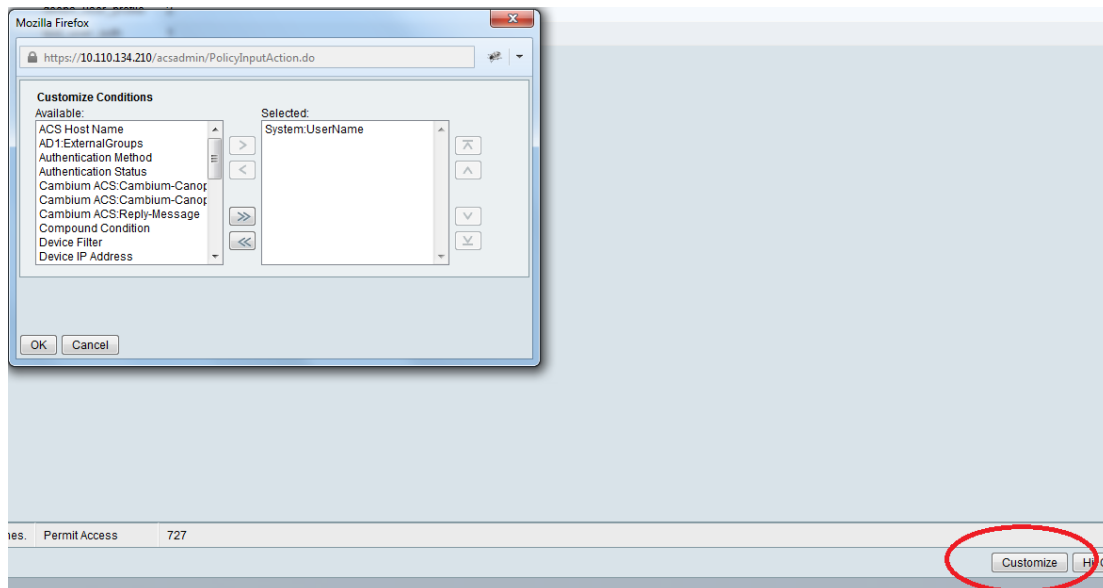 Mozilla Firefox
https://10.110.134.210/acsadmin/PolicyInputAction.do
Customize Conditions
Available:
Selected:
ACS Host Name
AD1:ExternalGroups
Authentication Method
Authentication Status
Cambium ACS:Cambium-Canop
Cambium ACS:Cambium-Canop
Cambium ACS:Reply-Message
Compound Condition
Device Filter
Device IP Address
System:UserName
OK
Cancel
nes. Permit Access 727
Customize
Hi